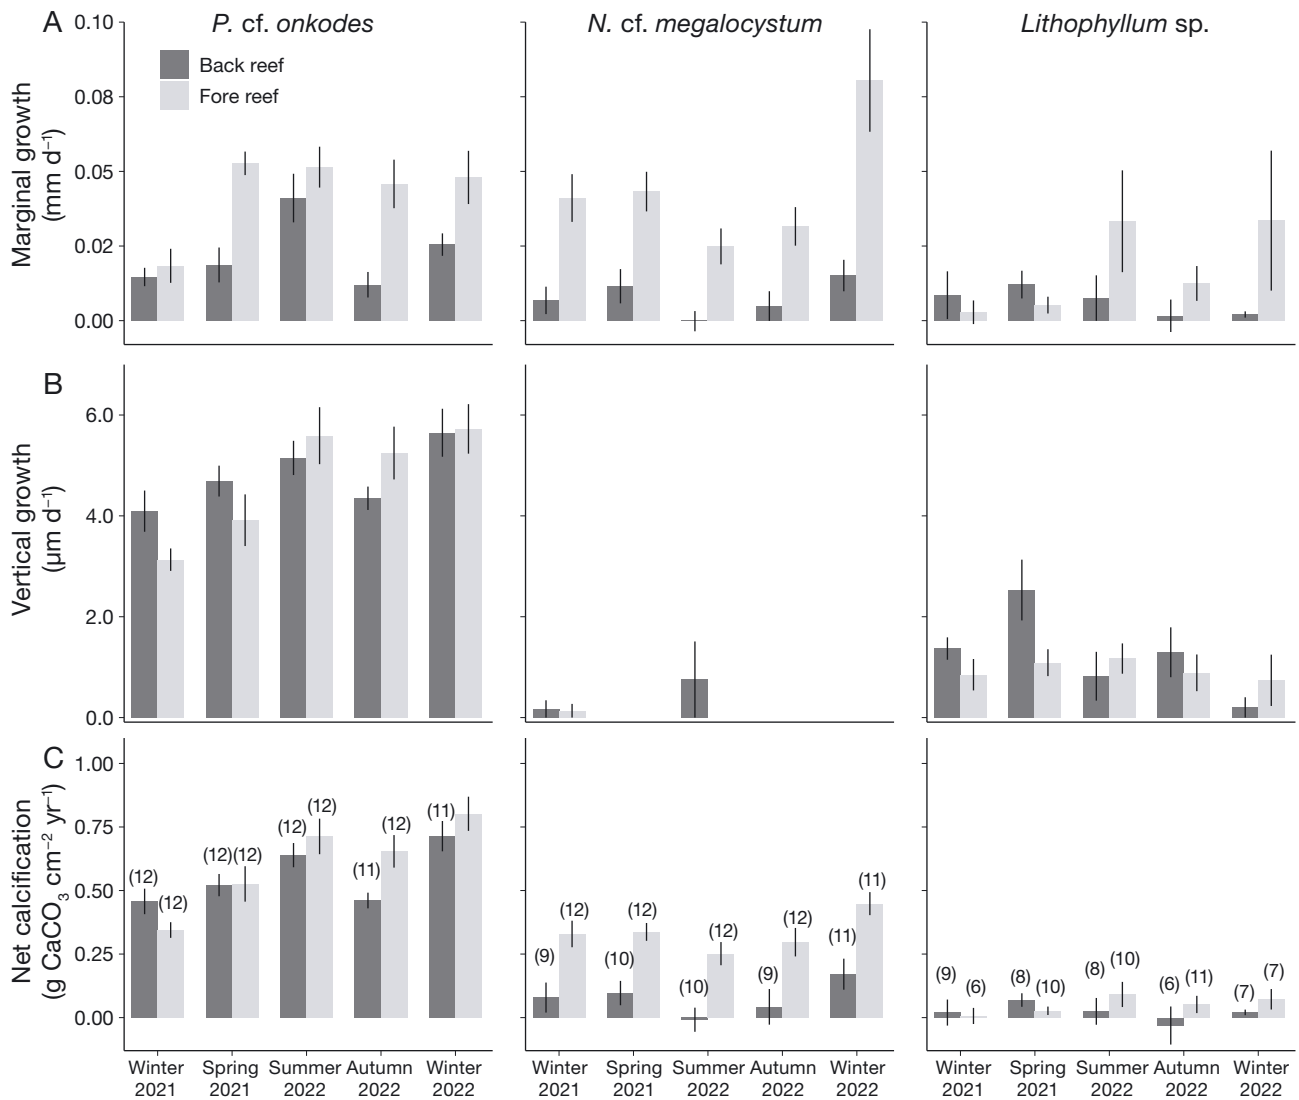 A
P. cf. onkodes
N. cf. megalocystum
Lithophyllum sp.
Back reef
Fore reef
Marginal growth
(mm d⁻¹)
0.10
0.08
0.05
0.02
0.00
B
Vertical growth
(µm d⁻¹)
6.0
4.0
2.0
0.0
C
Net calcification
(g CaCO₃ cm⁻² yr⁻¹)
1.00
0.75
0.50
0.25
0.00
(12)
(12)
(12)
(12)
(12)
(12)
(11)
(12)
(11)
(9)
(12)
(10)
(12)
(10)
(12)
(9)
(12)
(11)
(11)
(9)
(6)
(8)
(10)
(8)
(10)
(6)
(11)
(7)
(7)
Winter Spring Summer Autumn Winter
2021 2021 2022 2022 2022
Winter Spring Summer Autumn Winter
2021 2021 2022 2022 2022
Winter Spring Summer Autumn Winter
2021 2021 2022 2022 2022